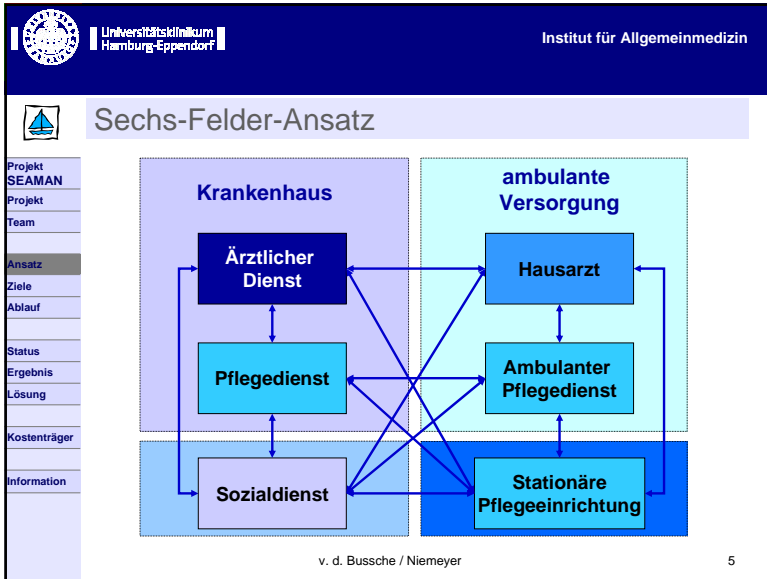 Universitätsklinikum
Hamburg-Eppendorf
Institut für Allgemeinmedizin
Sechs-Felder-Ansatz
Projekt
SEAMAN
Projekt
Team
Ansatz
Ziele
Ablauf
Status
Ergebnis
Lösung
Kostenträger
Information
Krankenhaus
ambulante
Versorgung
Ärztlicher
Dienst
Hausarzt
Pflegedienst
Ambulanter
Pflegedienst
Sozialdienst
Stationäre
Pflegeeinrichtung
v. d. Bussche / Niemeyer
5